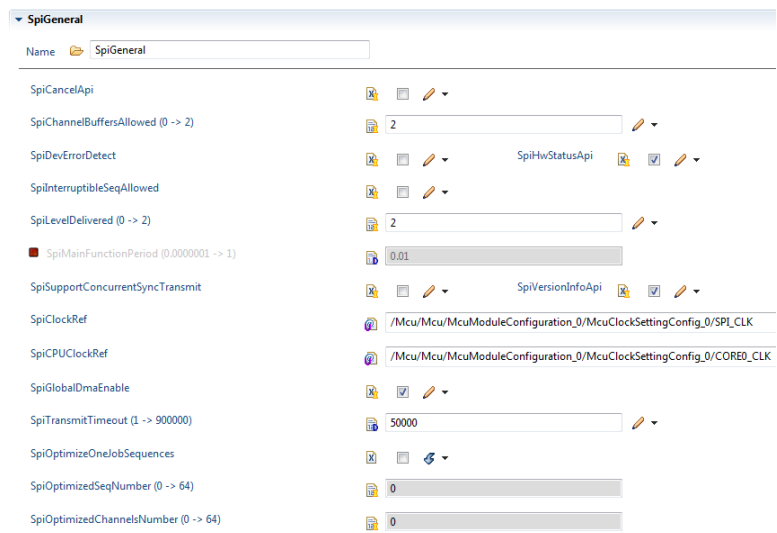 SpiGeneral
Name SpiGeneral
SpiCancelApi
SpiChannelBuffersAllowed (0 -> 2) 2
SpiDevErrorDetect SpiHwStatusApi
SpiInterruptibleSeqAllowed
SpiLevelDelivered (0 -> 2) 2
SpiMainFunctionPeriod (0.0000001 -> 1) 0.01
SpiSupportConcurrentSyncTransmit SpiVersionInfoApi
SpiClockRef /Mcu/Mcu/McuModuleConfiguration_0/McuClockSettingConfig_0/SPI_CLK
SpiCPUClockRef /Mcu/Mcu/McuModuleConfiguration_0/McuClockSettingConfig_0/CORE0_CLK
SpiGlobalDmaEnable
SpiTransmitTimeout (1 -> 900000) 50000
SpiOptimizeOneJobSequences
SpiOptimizedSeqNumber (0 -> 64) 0
SpiOptimizedChannelsNumber (0 -> 64) 0